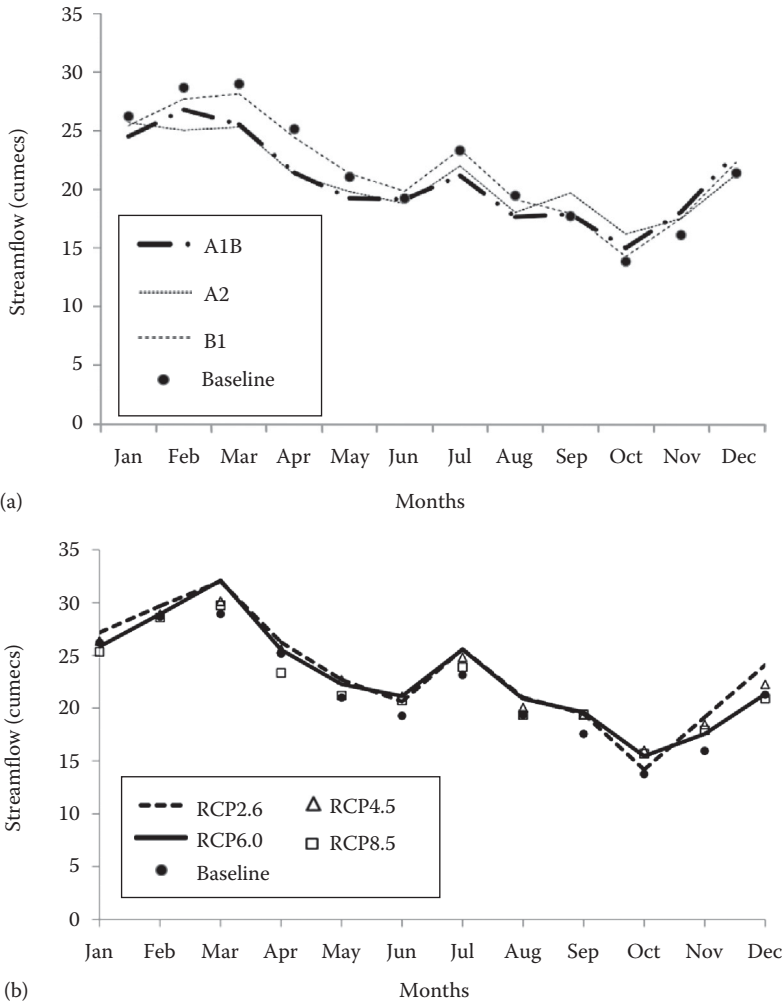 35
30
25
20
15
10
5
0
Streamflow (cumecs)
A1B
A2
B1
Baseline
Jan Feb Mar Apr May Jun Jul Aug Sep Oct Nov Dec
(a) Months
35
30
25
20
15
10
5
0
Streamflow (cumecs)
RCP2.6 RCP4.5
RCP6.0 RCP8.5
Baseline
Jan Feb Mar Apr May Jun Jul Aug Sep Oct Nov Dec
(b) Months